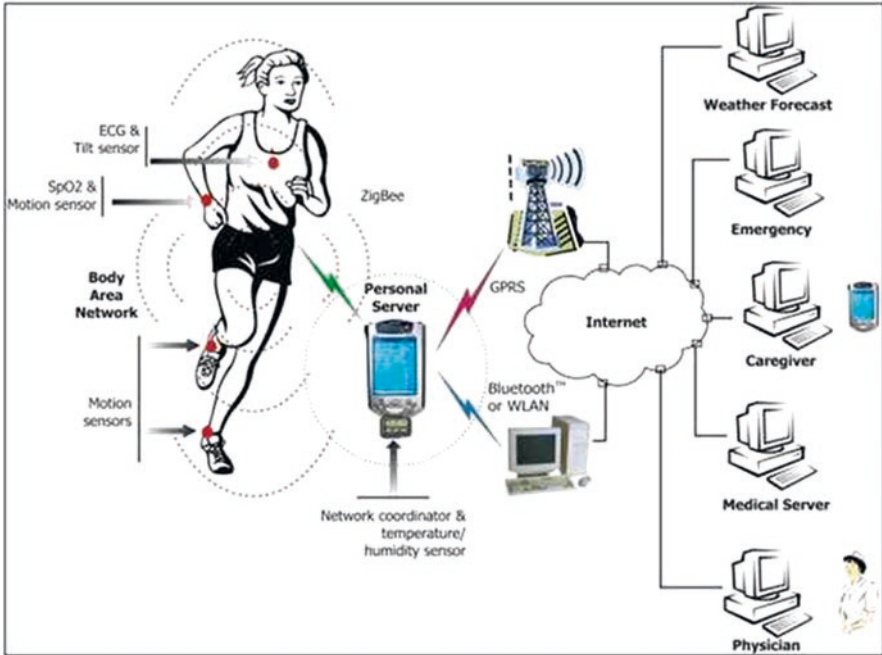 ECG &
Tilt sensor
SpO2 &
Motion sensor
Body
Area
Network
Motion
sensors
ZigBee
Personal
Server
Network coordinator &
temperature/
humidity sensor
GPRS
Bluetooth™
or WLAN
Internet
Weather Forecast
Emergency
Caregiver
Medical Server
Physician